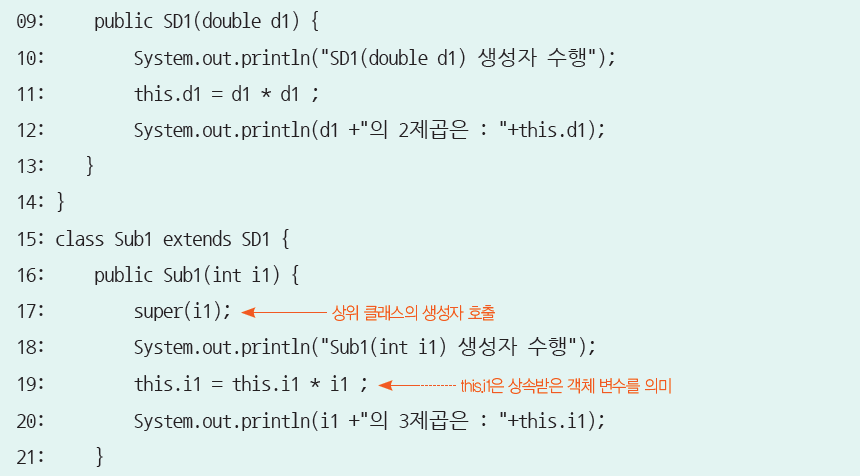 09: public SD1(double d1) {
10: System.out.println("SD1(double d1) 생성자 수행");
11: this.d1 = d1 * d1 ;
12: System.out.println(d1 +"의 2제곱은 : "+this.d1);
13: }
14: }
15: class Sub1 extends SD1 {
16: public Sub1(int i1) {
17: super(i1); 상위 클래스의 생성자 호출
18: System.out.println("Sub1(int i1) 생성자 수행");
19: this.i1 = this.i1 * i1 ; this.i1은 상속받은 객체 변수를 의미
20: System.out.println(i1 +"의 3제곱은 : "+this.i1);
21: }